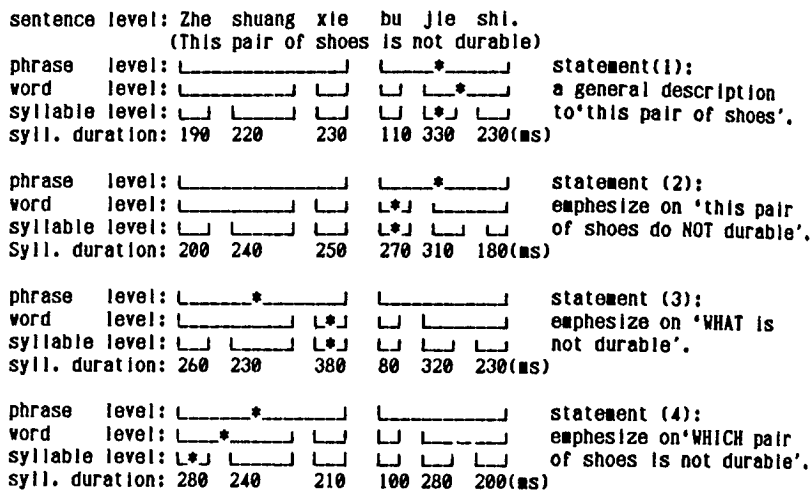 sentence level: Zhe shuang xie bu jie shi.
(This pair of shoes is not durable)
phrase level: * statement(1):
word level: * a general description
syllable level: * to'this pair of shoes'.
syll. duration: 190 220 230 110 330 230(ms)
phrase level: * statement (2):
word level: * emphesize on 'this pair
syllable level: * of shoes do NOT durable'.
Syll. duration: 200 240 250 270 310 180(ms)
phrase level: * statement (3):
word level: * emphesize on 'WHAT is
syllable level: * not durable'.
syll. duration: 260 230 380 80 320 230(ms)
phrase level: * statement (4):
word level: * emphesize on'WHICH pair
syllable level: * of shoes is not durable'.
syll. duration: 280 240 210 100 280 200(ms)